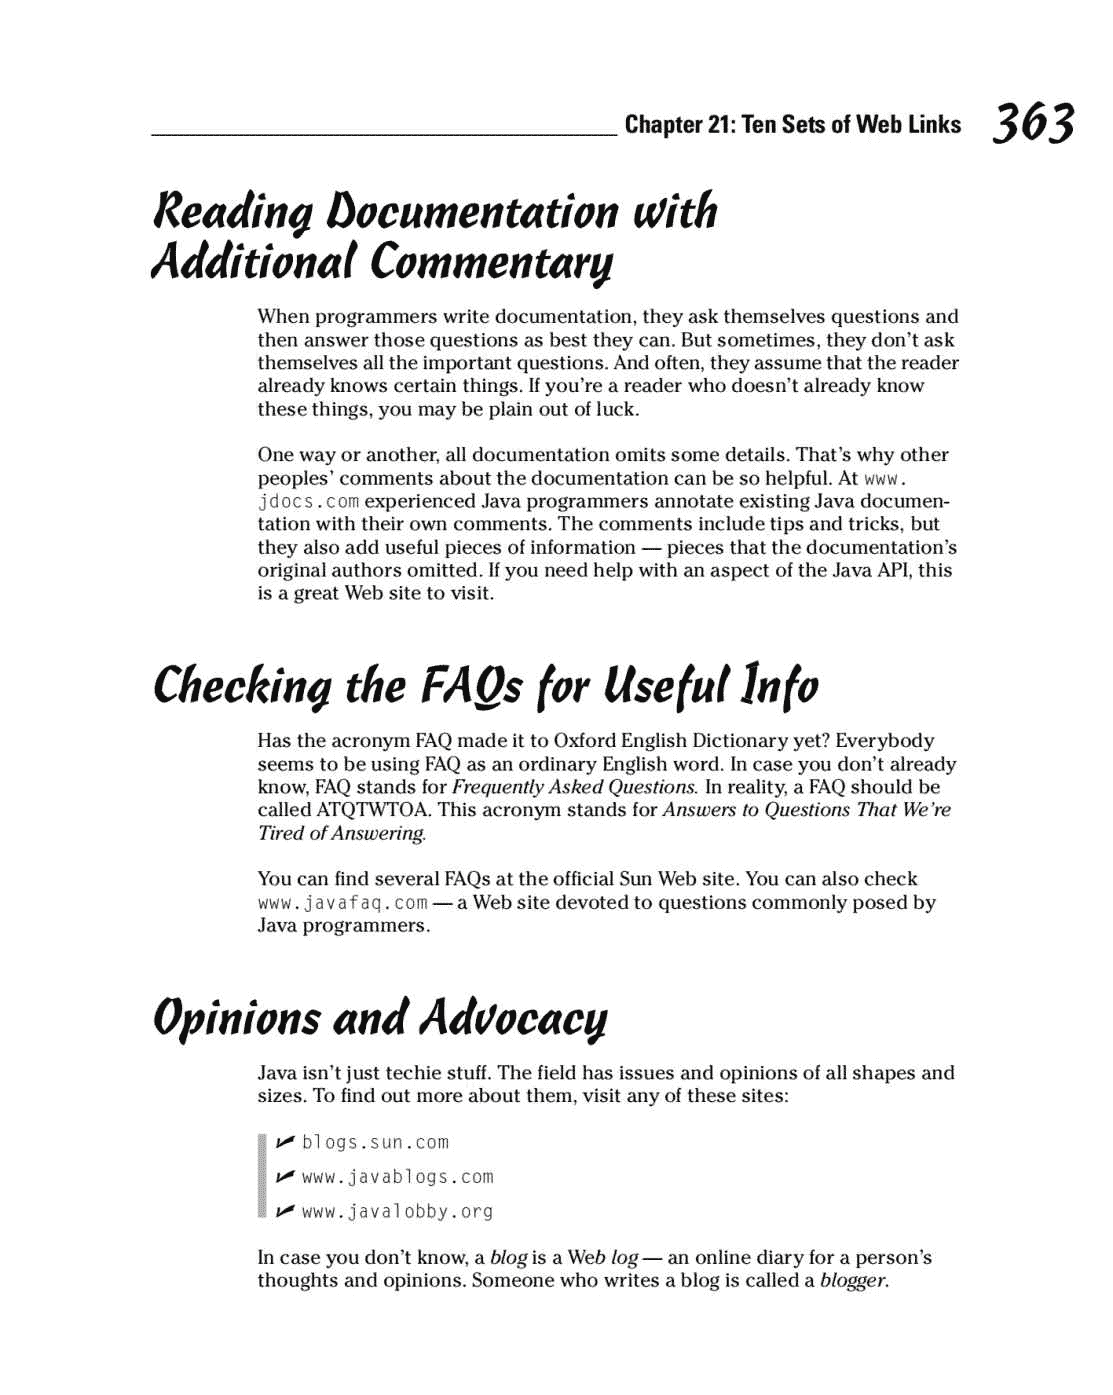 Chapter 21: Ten Sets of Web Links 363
Reading Documentation with
Additional Commentary
When programmers write documentation, they ask themselves questions and
then answer those questions as best they can. But sometimes, they don't ask
themselves all the important questions. And often, they assume that the reader
already knows certain things. If you're a reader who doesn't already know
these things, you may be plain out of luck.
One way or another, all documentation omits some details. That's why other
peoples' comments about the documentation can be so helpful. At www.
jdocs.com experienced Java programmers annotate existing Java documen-
tation with their own comments. The comments include tips and tricks, but
they also add useful pieces of information — pieces that the documentation's
original authors omitted. If you need help with an aspect of the Java API, this
is a great Web site to visit.
Checking the FAQs for Useful Info
Has the acronym FAQ made it to Oxford English Dictionary yet? Everybody
seems to be using FAQ as an ordinary English word. In case you don't already
know, FAQ stands for Frequently Asked Questions. In reality, a FAQ should be
called ATQTWTOA. This acronym stands for Answers to Questions That We're
Tired of Answering.
You can find several FAQs at the official Sun Web site. You can also check
www.javafaq.com — a Web site devoted to questions commonly posed by
Java programmers.
Opinions and Advocacy
Java isn't just techie stuff. The field has issues and opinions of all shapes and
sizes. To find out more about them, visit any of these sites:
✓ blogs.sun.com
✓ www.javablogs.com
✓ www.javalobby.org
In case you don't know, a blog is a Web log — an online diary for a person's
thoughts and opinions. Someone who writes a blog is called a blogger.